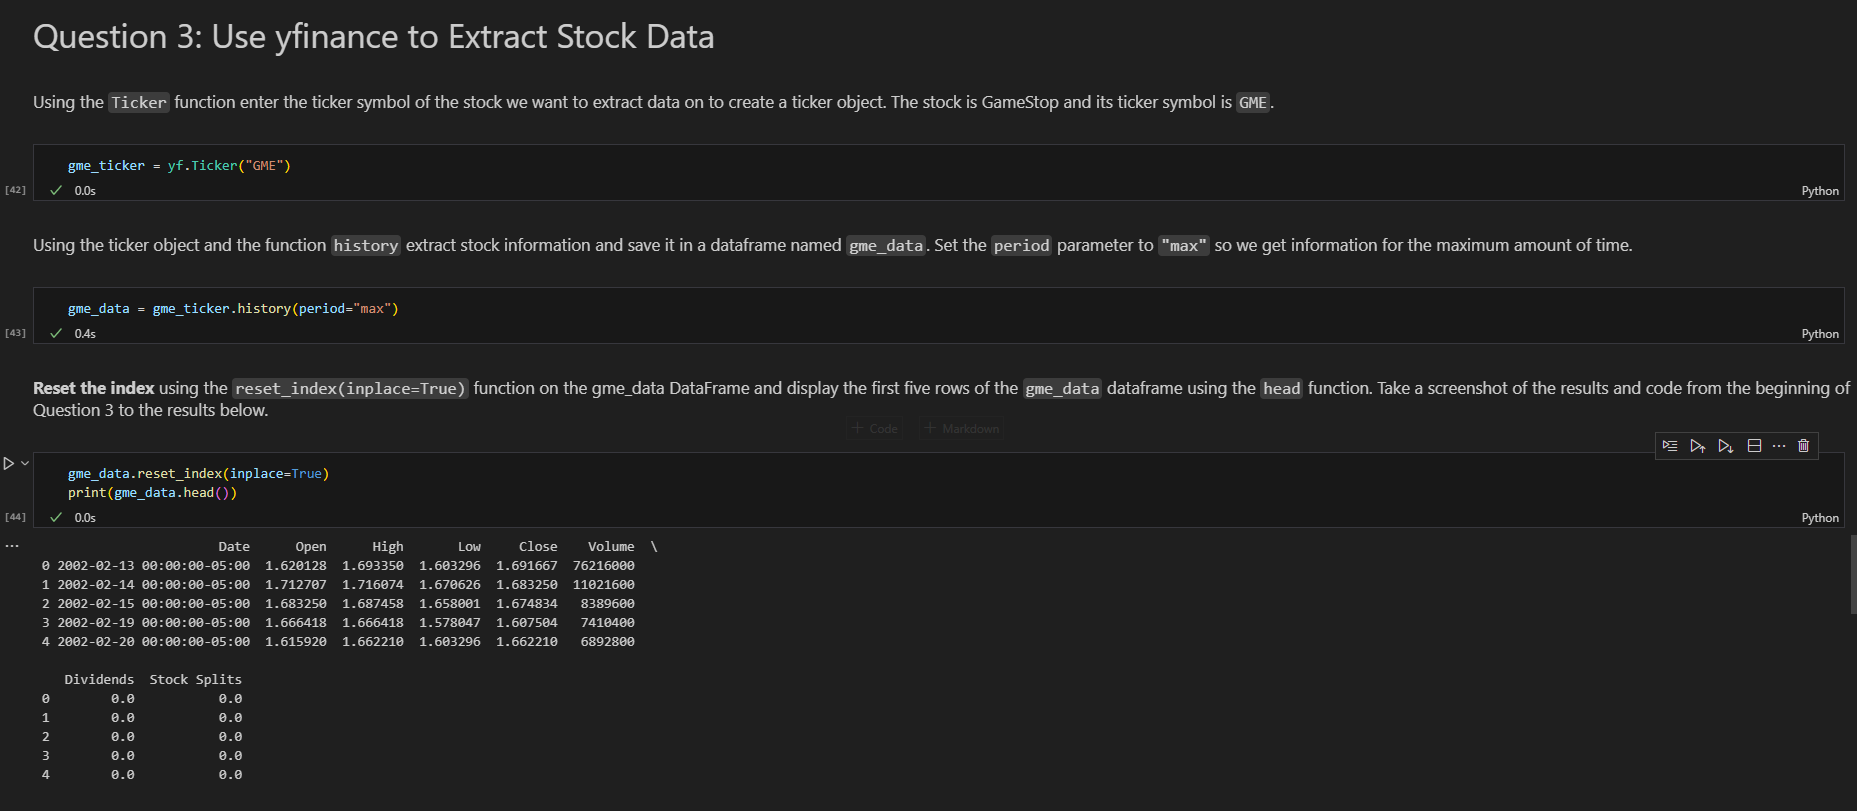 Question 3: Use yfinance to Extract Stock Data
Using the Ticker function enter the ticker symbol of the stock we want to extract data on to create a ticker object. The stock is GameStop and its ticker symbol is GME.
gme_ticker = yf.Ticker("GME")
[42] ✓ 0.0s Python
Using the ticker object and the function history extract stock information and save it in a dataframe named gme_data. Set the period parameter to "max" so we get information for the maximum amount of time.
gme_data = gme_ticker.history(period="max")
[43] ✓ 0.4s Python
Reset the index using the reset_index(inplace=True) function on the gme_data DataFrame and display the first five rows of the gme_data dataframe using the head function. Take a screenshot of the results and code from the beginning of
Question 3 to the results below.
+ Code + Markdown
gme_data.reset_index(inplace=True)
print(gme_data.head())
[44] ✓ 0.0s Python
Date Open High Low Close Volume \
0 2002-02-13 00:00:00-05:00 1.620128 1.693350 1.603296 1.691667 76216000
1 2002-02-14 00:00:00-05:00 1.712707 1.716074 1.670626 1.683250 11021600
2 2002-02-15 00:00:00-05:00 1.683250 1.687458 1.658001 1.674834 8389600
3 2002-02-19 00:00:00-05:00 1.666418 1.666418 1.578047 1.607504 7410400
4 2002-02-20 00:00:00-05:00 1.615920 1.662210 1.603296 1.662210 6892800
Dividends Stock Splits
0 0.0 0.0
1 0.0 0.0
2 0.0 0.0
3 0.0 0.0
4 0.0 0.0